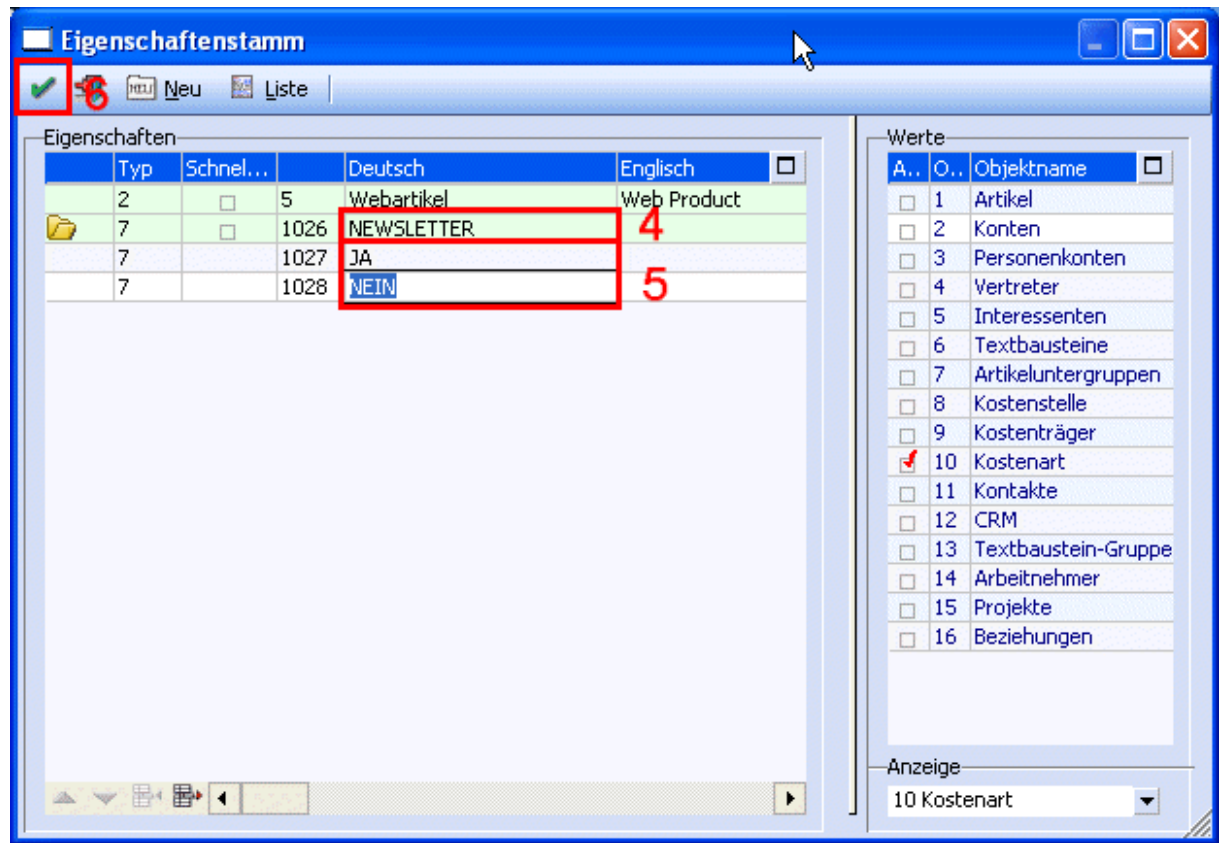 Eigenschaftenstamm
6 NEU Neu Liste
Eigenschaften
Typ Schnel... Deutsch Englisch
2 5 Webartikel Web Product
7 1026 NEWSLETTER 4
7 1027 JA
7 1028 NEIN 5
Werte
A.. O.. Objektname
1 Artikel
2 Konten
3 Personenkonten
4 Vertreter
5 Interessenten
6 Textbausteine
7 Artikeluntergruppen
8 Kostenstelle
9 Kostenträger
10 Kostenart
11 Kontakte
12 CRM
13 Textbaustein-Gruppe
14 Arbeitnehmer
15 Projekte
16 Beziehungen
Anzeige
10 Kostenart